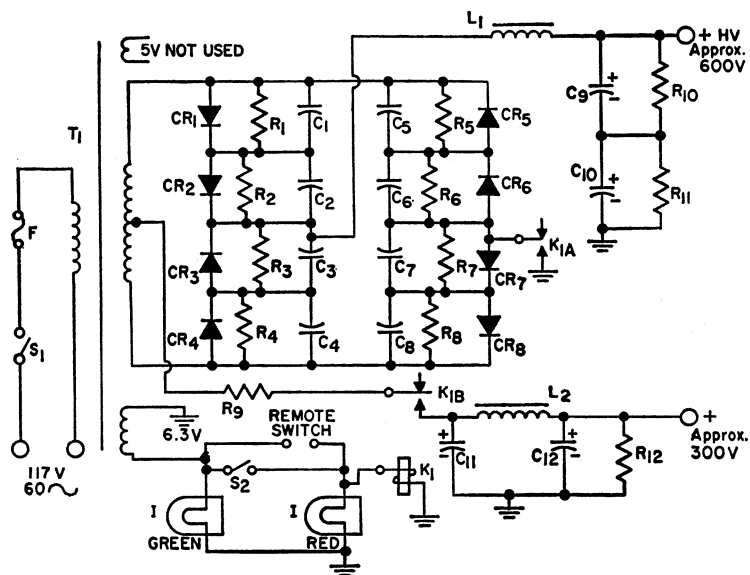 5V NOT USED
L1
+ HV
Approx.
600V
T1
CR1
R1
C1
C5
R5
CR5
C9
R10
CR2
R2
C2
C6
R6
CR6
C10
R11
F
K1A
CR3
R3
C3
C7
R7
CR7
S1
CR4
R4
C4
C8
R8
CR8
R9
K1B
L2
+
Approx.
300V
6.3V
REMOTE
SWITCH
S2
K1
+
C11
+
C12
-
R12
117 V
60
I
GREEN
I
RED
+
-
+
-